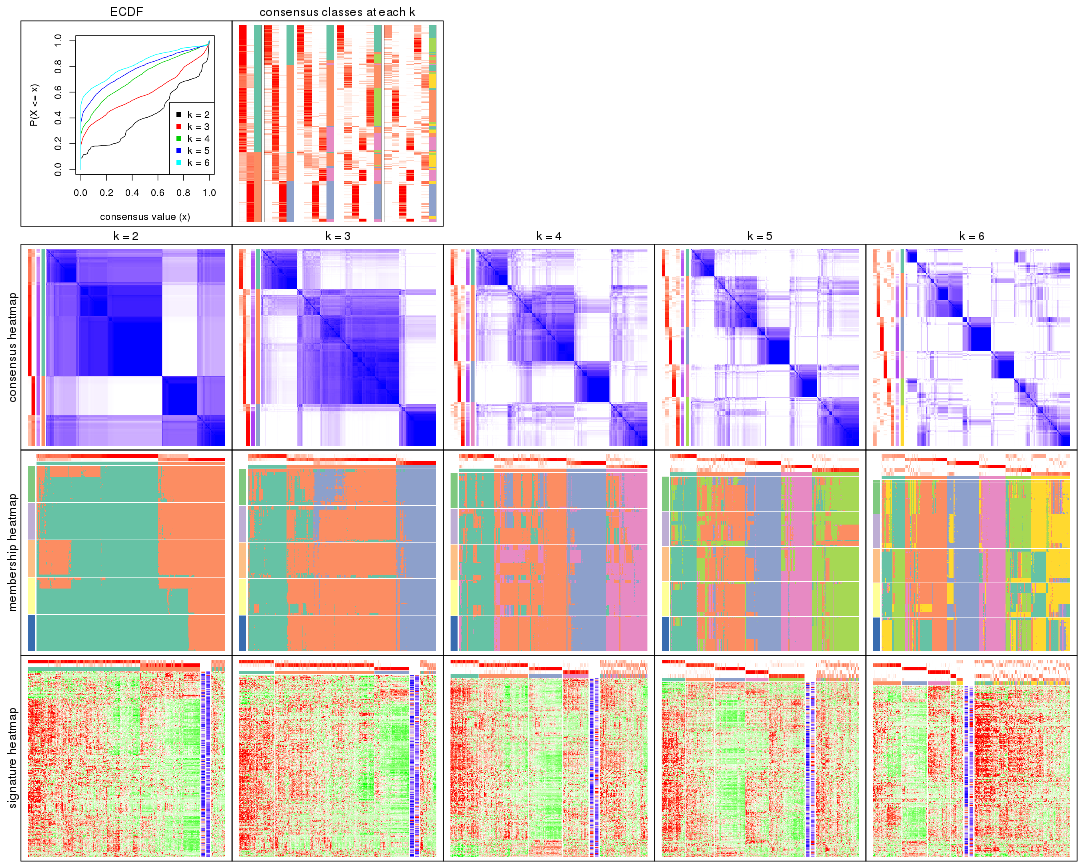 ECDF
consensus classes at each k
P(X <= x)
0.0 0.2 0.4 0.6 0.8 1.0
k = 2
k = 3
k = 4
k = 5
k = 6
0.0 0.2 0.4 0.6 0.8 1.0
consensus value (x)
k = 2 k = 3 k = 4 k = 5 k = 6
consensus heatmap
membership heatmap
signature heatmap